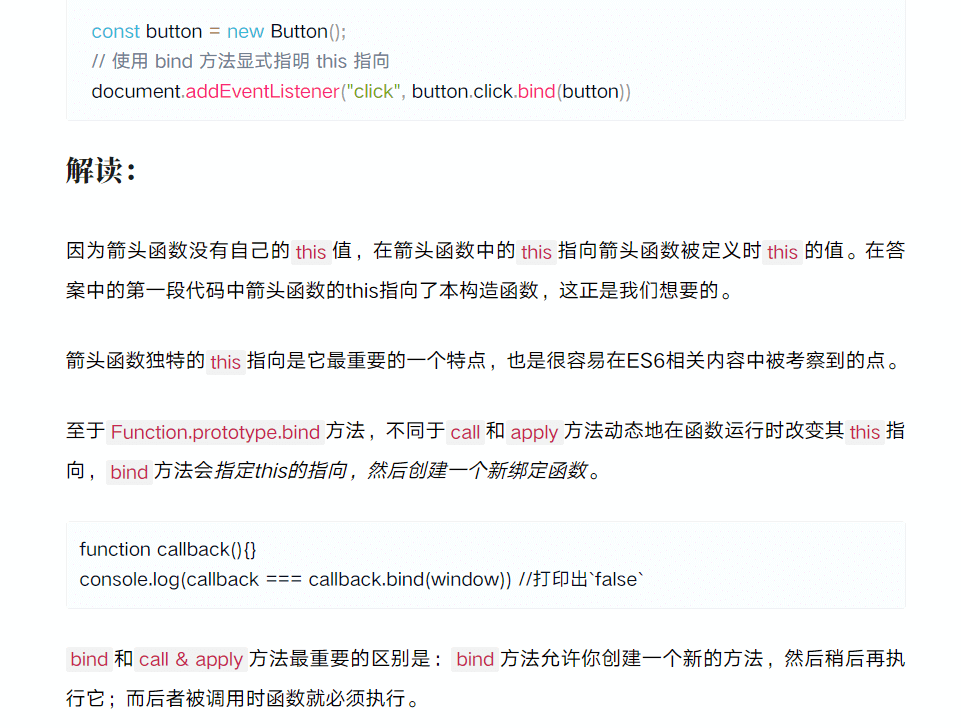 const button = new Button();
// 使用 bind 方法显式指明 this 指向
document.addEventListener("click", button.click.bind(button))
解读：
因为箭头函数没有自己的 this 值，在箭头函数中的 this 指向箭头函数被定义时 this 的值。在答
案中的第一段代码中箭头函数的this指向了本构造函数，这正是我们想要的。
箭头函数独特的 this 指向是它最重要的一个特点，也是很容易在ES6相关内容中被考察到的点。
至于 Function.prototype.bind 方法，不同于 call 和 apply 方法动态地在函数运行时改变其 this 指
向， bind 方法会指定this的指向，然后创建一个新绑定函数。
function callback(){}
console.log(callback === callback.bind(window)) //打印出`false`
bind 和 call & apply 方法最重要的区别是： bind 方法允许你创建一个新的方法，然后稍后再执
行它；而后者被调用时函数就必须执行。